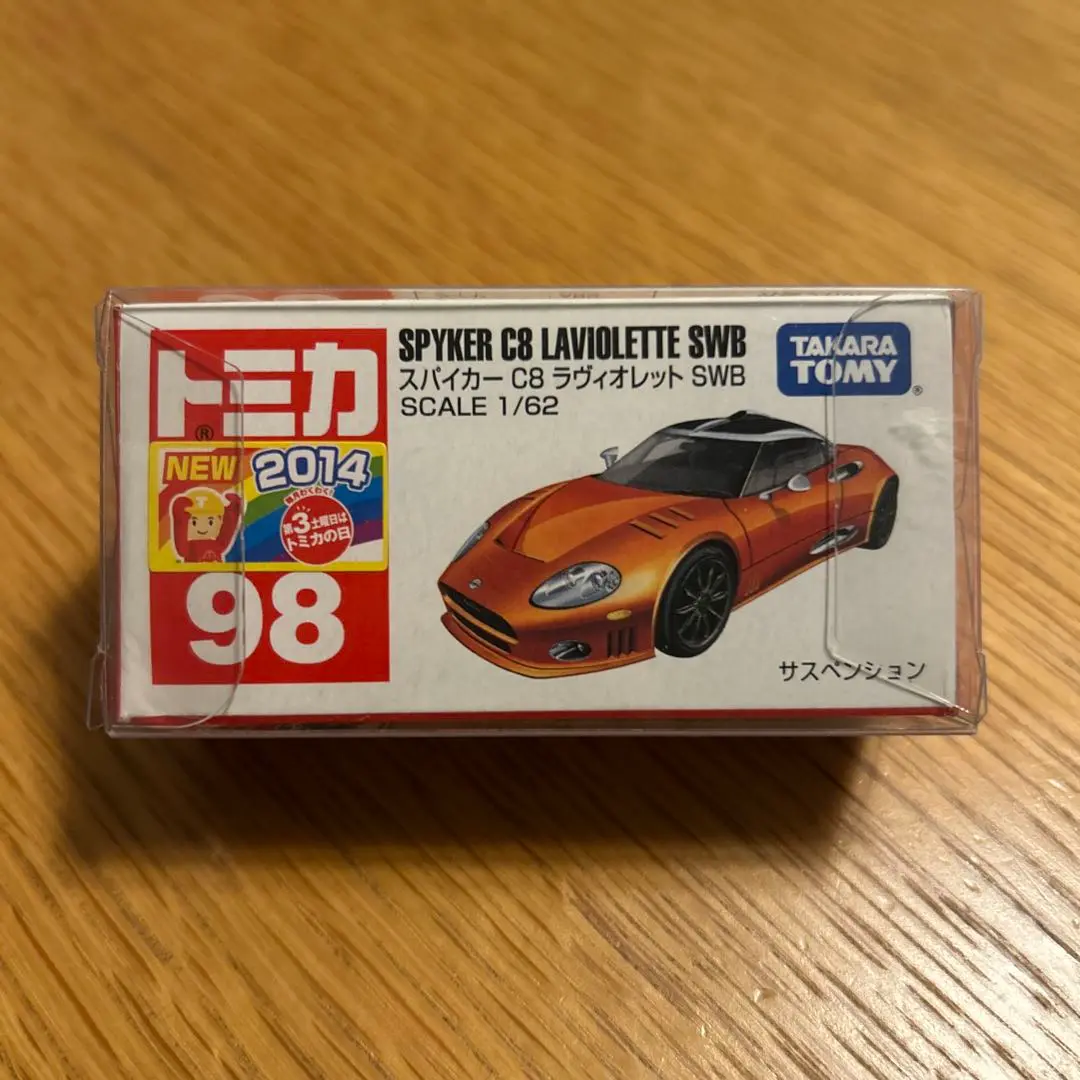 トミカ
®
NEW 2014
毎月わくわく!
第3土曜日は
トミカの日
98
SPYKER C8 LAVIOLETTE SWB
スパイカー C8 ラヴィオレット SWB
SCALE 1/62
TAKARA
TOMY
®
サスペンション